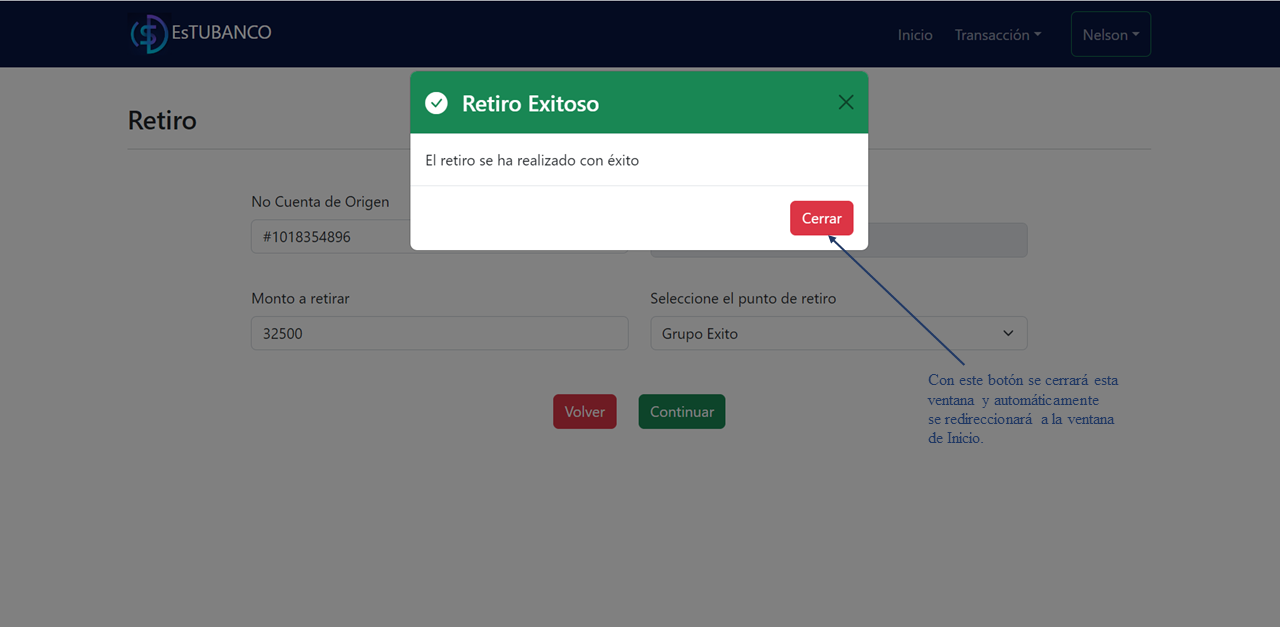 EsTUBANCO
Inicio
Transacción
Nelson
Retiro Exitoso
Retiro
El retiro se ha realizado con éxito
No Cuenta de Origen
Cerrar
#1018354896
Monto a retirar
Seleccione el punto de retiro
32500
Grupo Exito
Con este botón se cerrará esta
ventana y automáticamente
se redireccionará a la ventana
de Inicio.
Volver
Continuar